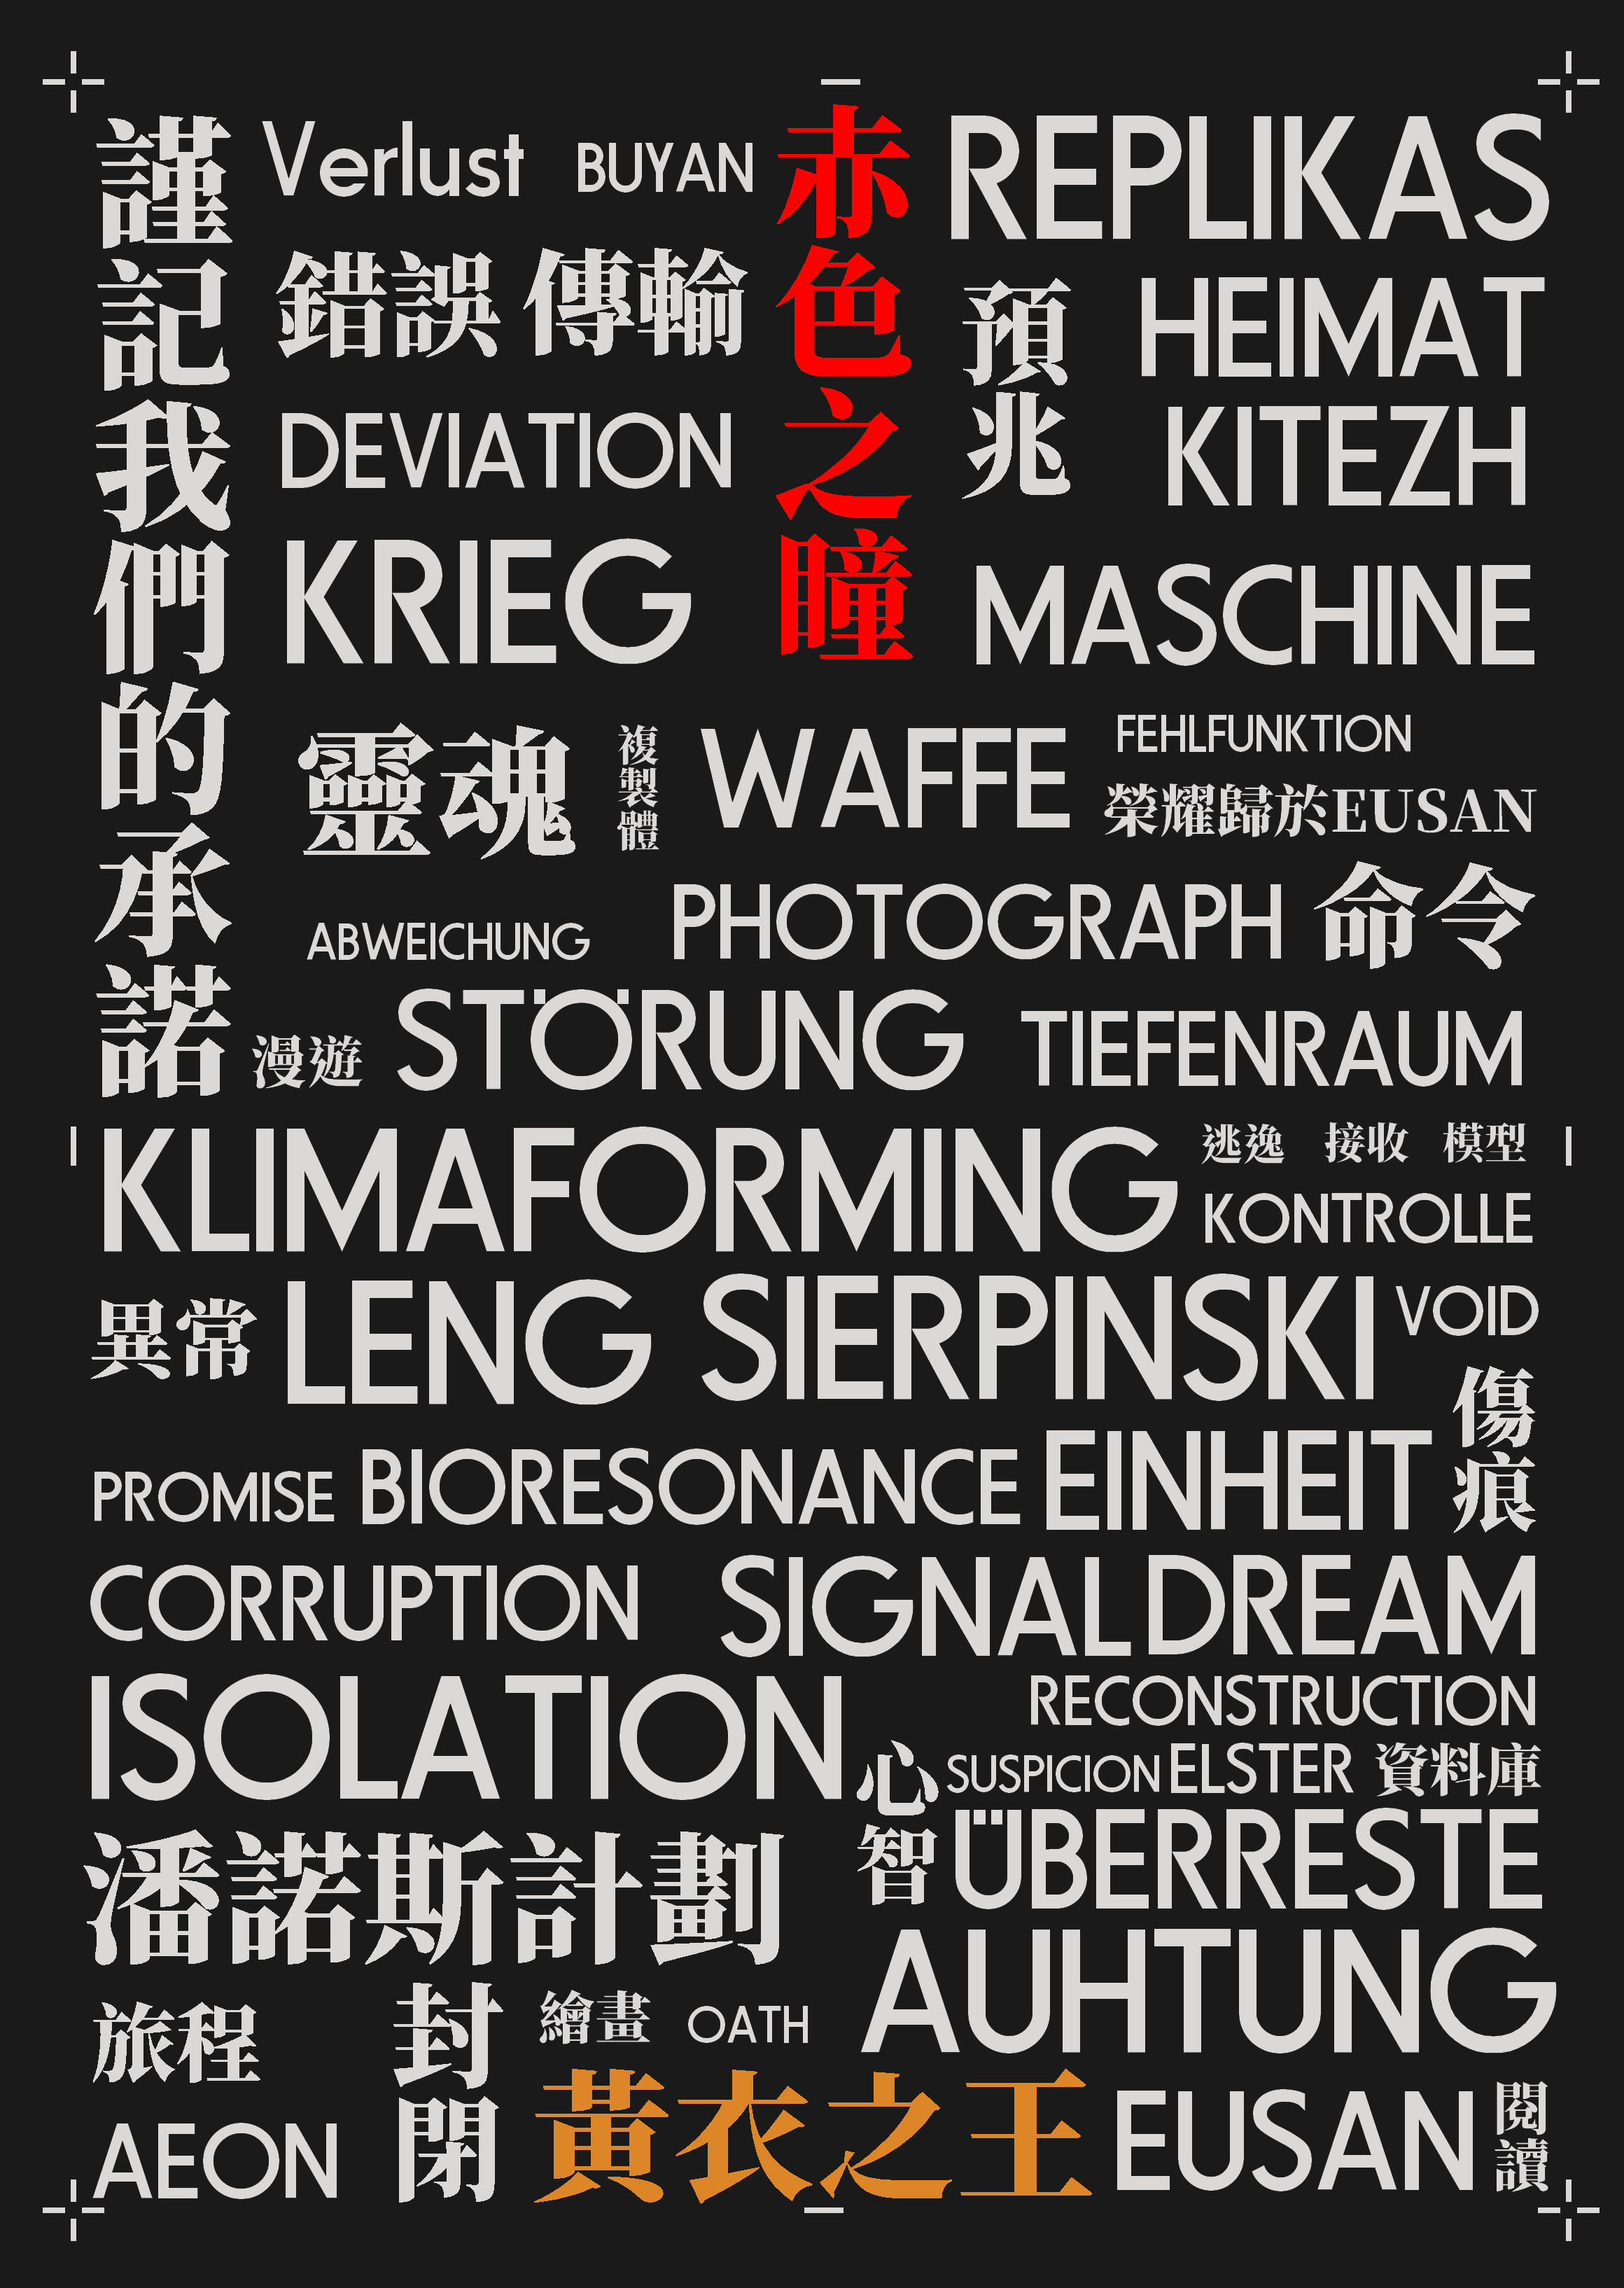 謹記我們的承諾
Verlust BUYAN
赤色之瞳
REPLIKAS
錯誤 傳輸
預兆
HEIMAT
DEVIATION
KITEZH
KRIEG
MASCHINE
靈魂
複製體
WAFFE
FEHLFUNKTION
榮耀歸於EUSAN
ABWEICHUNG
PHOTOGRAPH 命令
漫遊
STÖRUNG
TIEFENRAUM
KLIMAFORMING
逃逸 接收 模型
KONTROLLE
異常
LENG SIERPINSKI
VOID
傷痕
PROMISE
BIORESONANCE
EINHEIT
CORRUPTION
SIGNAL
DREAM
ISOLATION
RECONSTRUCTION
心智
SUSPICION
ELSTER
資料庫
ÜBERRESTE
潘諾斯計劃
AUHTUNG
旅程
封閉
繪畫
OATH
AEON
黃衣之王
EUSAN
閱讀